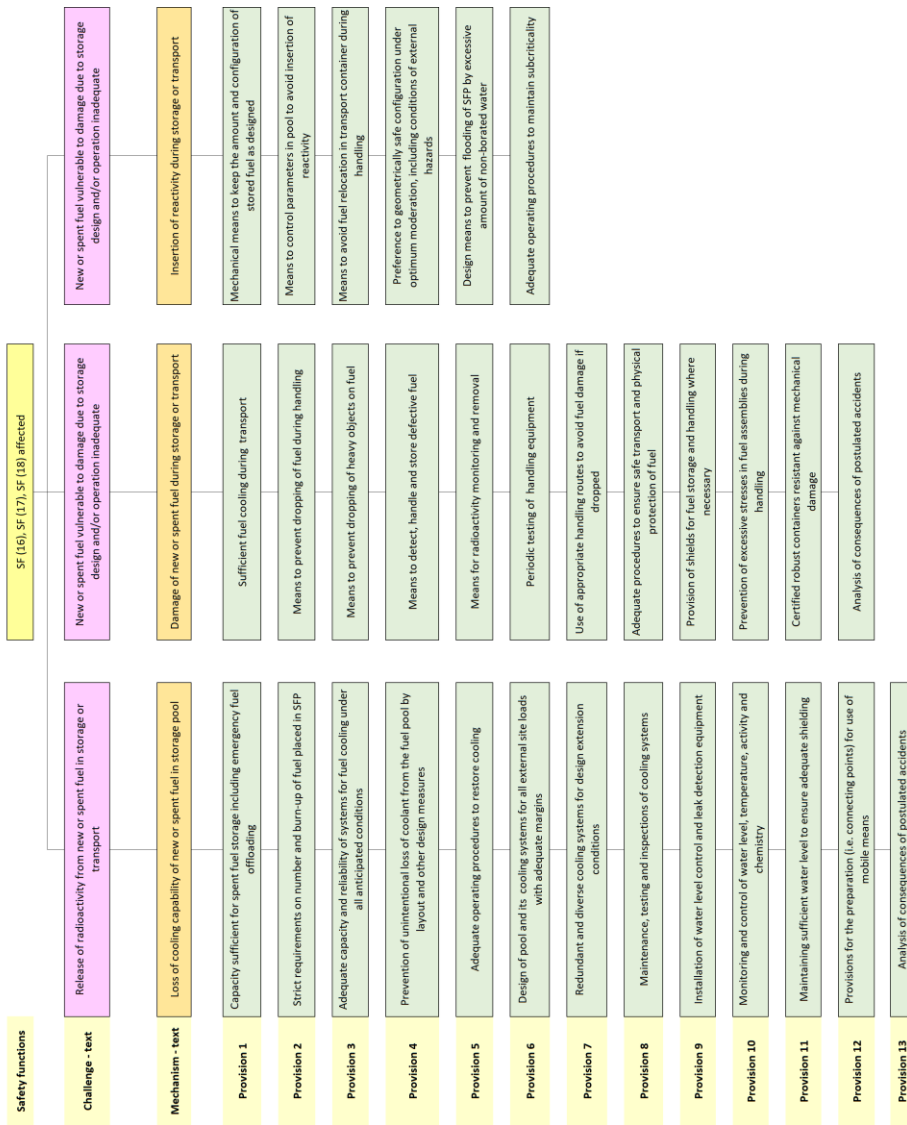 Safety functions
SF (16), SF (17), SF (18) affected
Challenge - text
Release of radioactivity from new or spent fuel in storage or
transport
New or spent fuel vulnerable to damage due to storage
design and/or operation inadequate
New or spent fuel vulnerable to damage due to storage
design and/or operation inadequate
Mechanism - text
Loss of cooling capability of new or spent fuel in storage pool
Damage of new or spent fuel during storage or transport
Insertion of reactivity during storage or transport
Provision 1
Capacity sufficient for spent fuel storage including emergency fuel
offloading
Sufficient fuel cooling during transport
Mechanical means to keep the amount and configuration of
stored fuel as designed
Provision 2
Strict requirements on number and burn-up of fuel placed in SFP
Means to prevent dropping of fuel during handling
Means to control parameters in pool to avoid insertion of
reactivity
Provision 3
Adequate capacity and reliability of systems for fuel cooling under
all anticipated conditions
Means to prevent dropping of heavy objects on fuel
Means to avoid fuel relocation in transport container during
handling
Provision 4
Prevention of unintentional loss of coolant from the fuel pool by
layout and other design measures
Means to detect, handle and store defective fuel
Preference to geometrically safe configuration under
optimum moderation, including conditions of external
hazards
Provision 5
Adequate operating procedures to restore cooling
Means for radioactivity monitoring and removal
Design means to prevent flooding of SFP by excessive
amount of non-borated water
Provision 6
Design of pool and its cooling systems for all external site loads
with adequate margins
Periodic testing of handling equipment
Adequate operating procedures to maintain subcriticality
Provision 7
Redundant and diverse cooling systems for design extension
conditions
Use of appropriate handling routes to avoid fuel damage if
dropped
Provision 8
Maintenance, testing and inspections of cooling systems
Adequate procedures to ensure safe transport and physical
protection of fuel
Provision 9
Installation of water level control and leak detection equipment
Provision of shields for fuel storage and handling where
necessary
Provision 10
Monitoring and control of water level, temperature, activity and
chemistry
Prevention of excessive stresses in fuel assemblies during
handling
Provision 11
Maintaining sufficient water level to ensure adequate shielding
Certified robust containers resistant against mechanical
damage
Provision 12
Provisions for the preparation (i.e. connecting points) for use of
mobile means
Analysis of consequences of postulated accidents
Provision 13
Analysis of consequences of postulated accidents